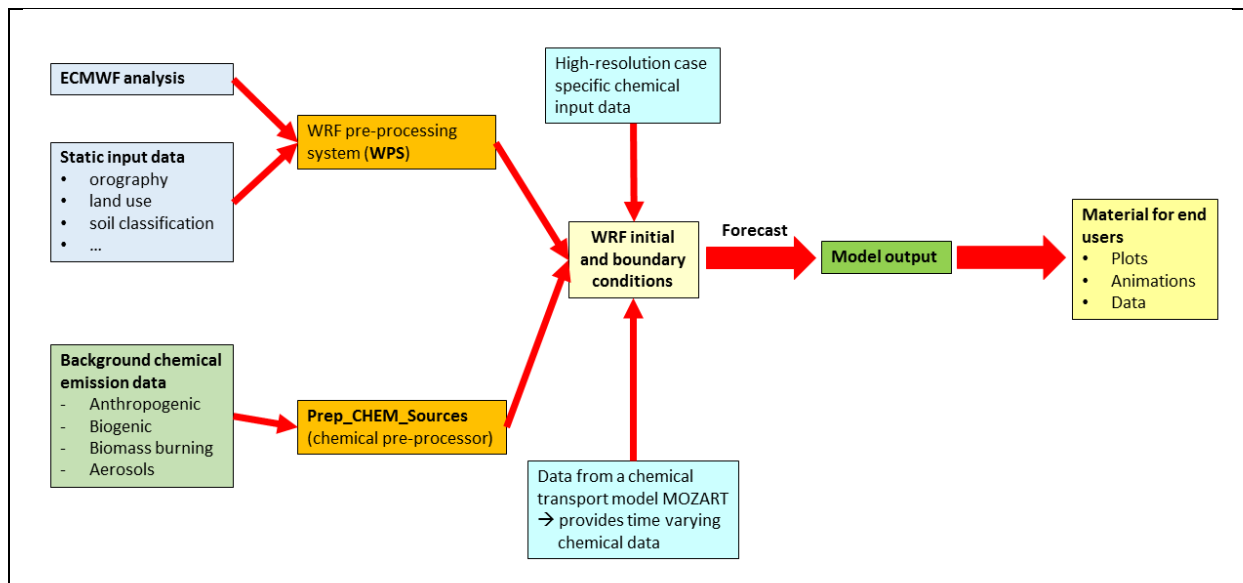 ECMWF analysis
Static input data
• orography
• land use
• soil classification
• ...
WRF pre-processing
system (WPS)
High-resolution case
specific chemical
input data
Background chemical
emission data
- Anthropogenic
- Biogenic
- Biomass burning
- Aerosols
Prep_CHEM_Sources
(chemical pre-processor)
WRF initial
and boundary
conditions
Data from a chemical
transport model MOZART
→ provides time varying
chemical data
Forecast
Model output
Material for end
users
• Plots
• Animations
• Data